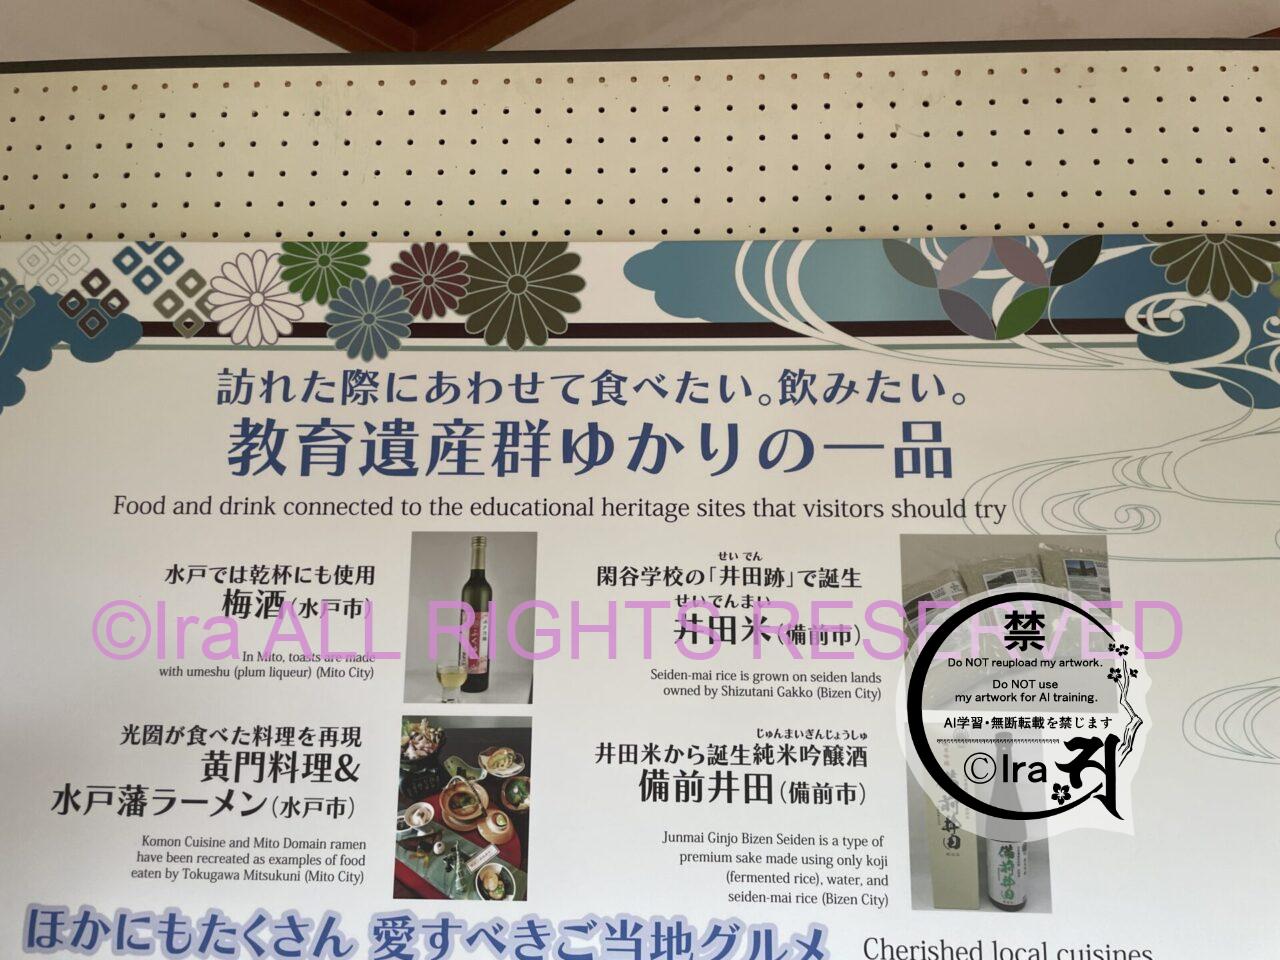 訪れた際にあわせて食べたい。飲みたい。
教育遺産群ゆかりの一品
Food and drink connected to the educational heritage sites that visitors should try
水戸では乾杯にも使用
梅酒(水戸市)
In Mito, toasts are made
with umeshu (plum liqueur) (Mito City)
せいでん
閑谷学校の「井田跡」で誕生
せいでんまい
井田米(備前市)
Seiden-mai rice is grown on seiden lands
owned by Shizutani Gakko (Bizen City)
光圀が食べた料理を再現
黄門料理&
水戸藩ラーメン(水戸市)
Komon Cuisine and Mito Domain ramen
have been recreated as examples of food
eaten by Tokugawa Mitsukuni (Mito City)
じゅんまいぎんじょうしゅ
井田米から誕生純米吟醸酒
備前井田(備前市)
Junmai Ginjo Bizen Seiden is a type of
premium sake made using only koji
(fermented rice), water, and
seiden-mai rice (Bizen City)
備前井田
ほかにもたくさん 愛すべきご当地グルメ
Cherished local cuisines
©Ira ALL RIGHTS RESERVED
禁
Do NOT reupload my artwork.
Do NOT use
my artwork for AI training.
AI学習・無断転載を禁じます
©Ira